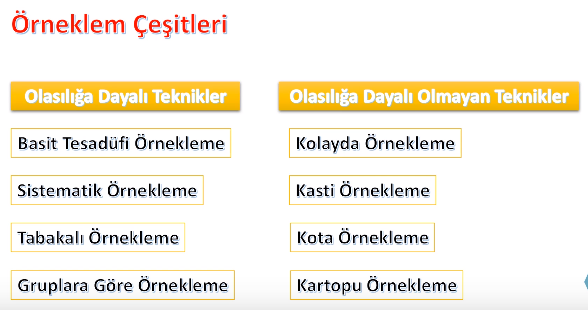 Örneklem Çeşitleri
Olasılığa Dayalı Teknikler
Basit Tesadüfi Örnekleme
Sistematik Örnekleme
Tabakalı Örnekleme
Gruplara Göre Örnekleme
Olasılığa Dayalı Olmayan Teknikler
Kolayda Örnekleme
Kasti Örnekleme
Kota Örnekleme
Kartopu Örnekleme